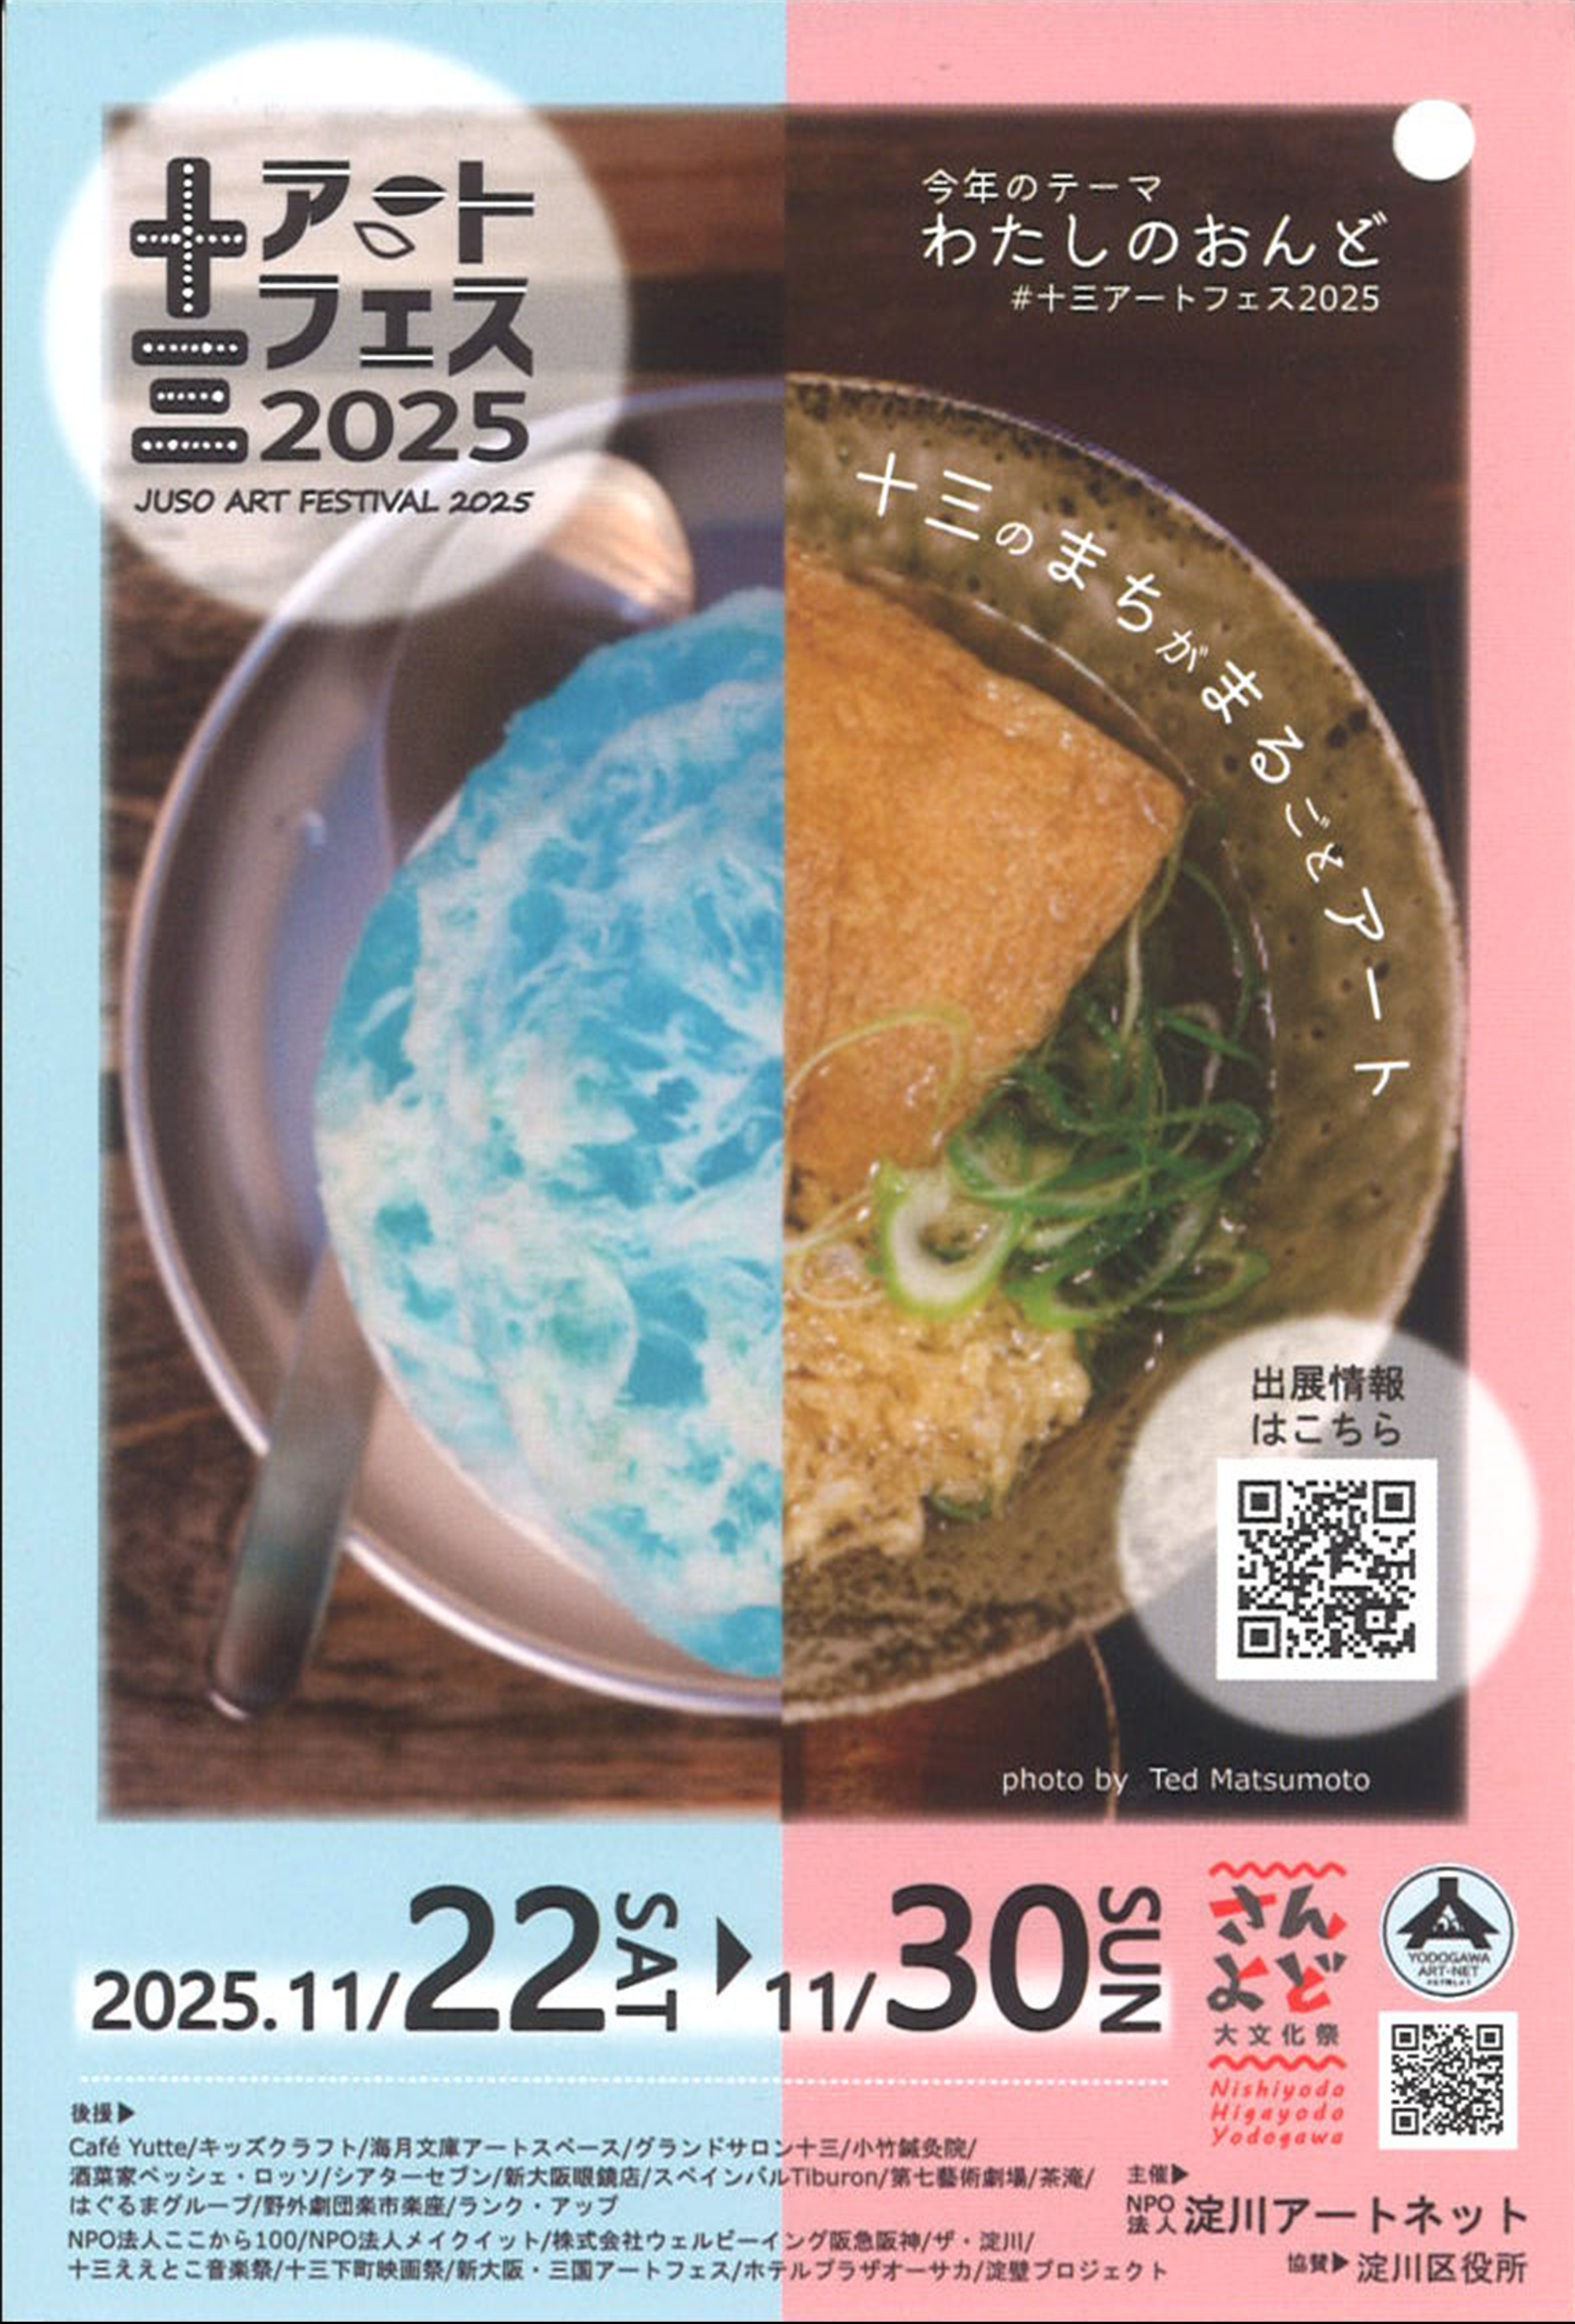 十三アートフェス2025
JUSO ART FESTIVAL 2025
今年のテーマ
わたしのおんど
#十三アートフェス2025
十三のまちがまるごとアート
出展情報
はこちら
photo by Ted Matsumoto
2025.11/22 SAT▶11/30 SUN
さんよど
大文化祭
Nishiyodo
Higayodo
Yodogawa
YODOGAWA
ART-NET
後援▶
Café Yutte/キッズクラフト/海月文庫アートスペース/グランドサロン十三/小竹鍼灸院/
酒菜家ペッシェ・ロッソ/シアターセブン/新大阪眼鏡店/スペインバルTiburon/第七藝術劇場/茶滝/
はぐるまグループ/野外劇団楽市楽座/ランク・アップ
NPO法人ここから100/NPO法人メイクイット/株式会社ウェルビーイング阪急阪神/ザ・淀川/
十三ええとこ音楽祭/十三下町映画祭/新大阪・三国アートフェス/ホテルプラザオーサカ/淀壁プロジェクト
主催▶
NPO法人 淀川アートネット
協賛▶淀川区役所